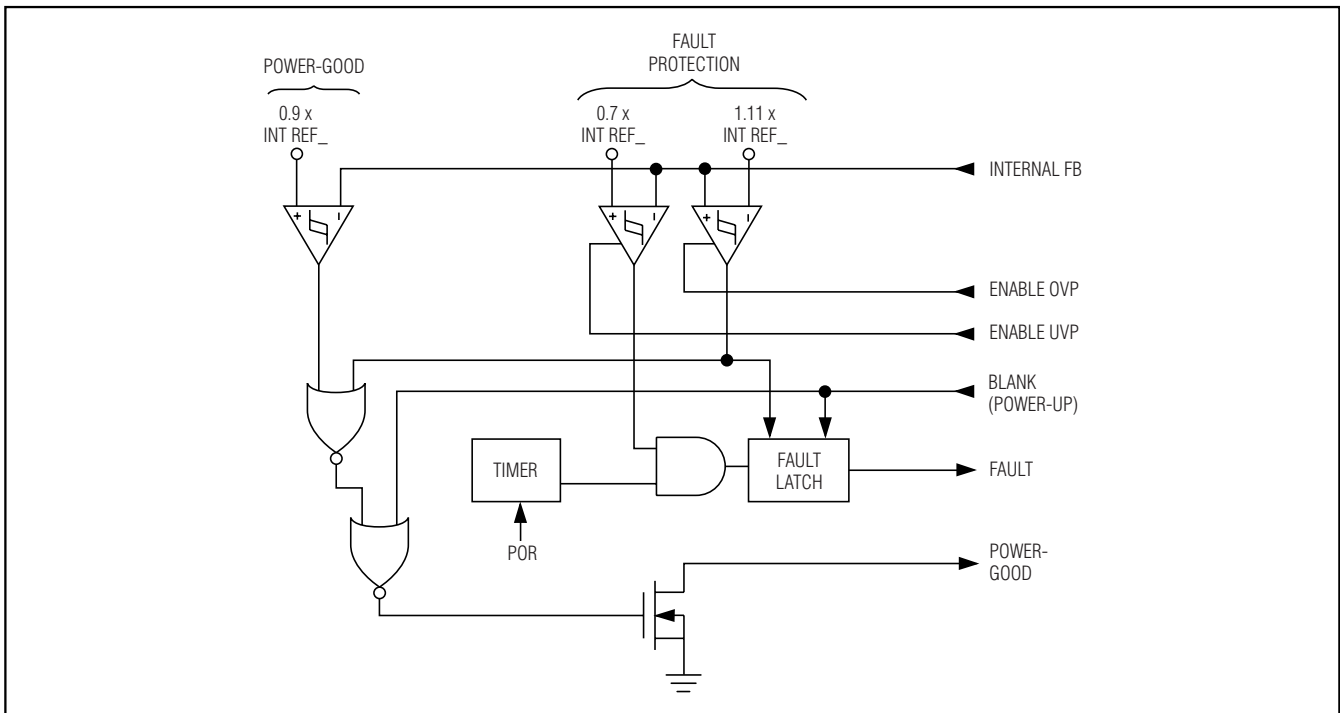 POWER-GOOD
FAULT
PROTECTION
0.9 x
INT REF_
0.7 x
INT REF_
1.11 x
INT REF_
INTERNAL FB
+ −
+ −
+ −
ENABLE OVP
ENABLE UVP
BLANK
(POWER-UP)
TIMER
FAULT
LATCH
FAULT
POR
POWER-
GOOD